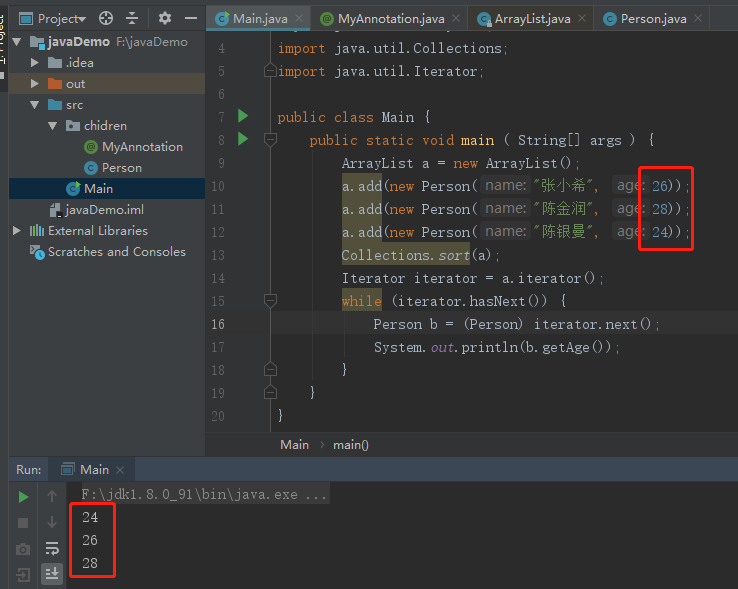 Project
Main.java
MyAnnotation.java
ArrayList.java
Person.java
javaDemo F:\javaDemo
.idea
out
src
chidren
MyAnnotation
Person
Main
javaDemo.iml
External Libraries
Scratches and Consoles
4 import java.util.Collections;
5 import java.util.Iterator;
6
7 public class Main {
8 public static void main ( String[] args ) {
9 ArrayList a = new ArrayList();
10 a.add(new Person( name: "张小希", age: 26));
11 a.add(new Person( name: "陈金润", age: 28));
12 a.add(new Person( name: "陈银曼", age: 24));
13 Collections.sort(a);
14 Iterator iterator = a.iterator();
15 while (iterator.hasNext()) {
16 Person b = (Person) iterator.next();
17 System.out.println(b.getAge());
18 }
19 }
20 }
Main › main()
Run: Main
F:\jdk1.8.0_91\bin\java.exe ...
24
26
28